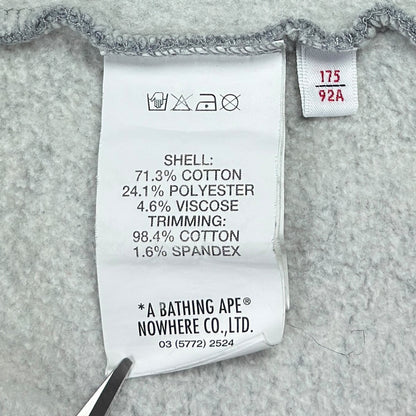 SHELL:
71.3% COTTON
24.1% POLYESTER
4.6% VISCOSE
TRIMMING:
98.4% COTTON
1.6% SPANDEX
*A BATHING APE®
NOWHERE CO.,LTD.
03 (5772) 2524
175
92A